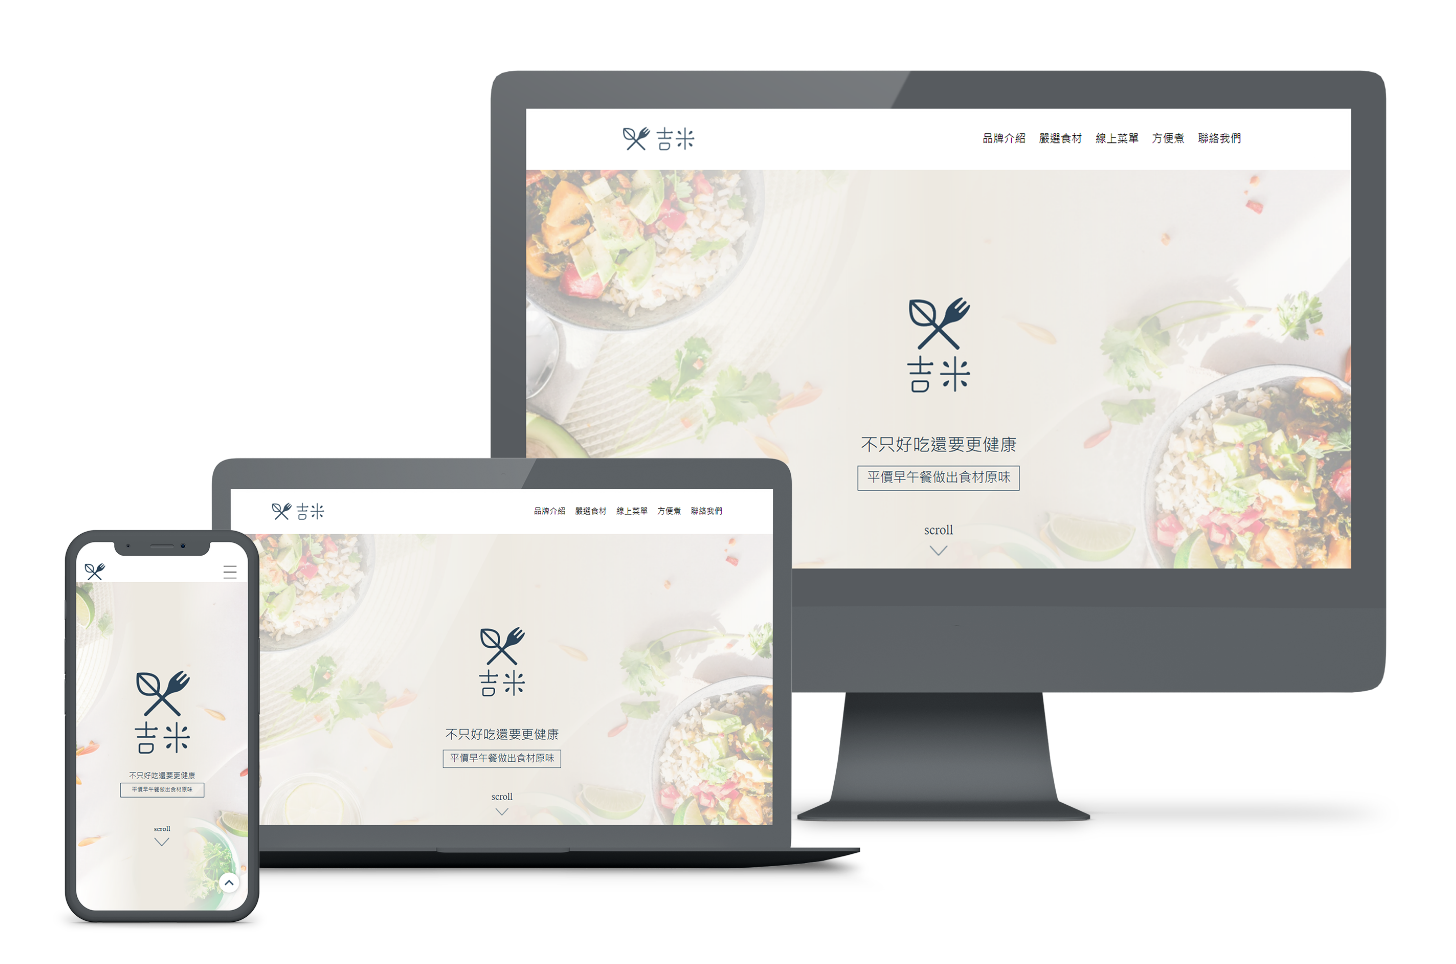 吉米
品牌介紹 嚴選食材 線上菜單 方便煮 聯絡我們
吉米
不只好吃還要更健康
平價早午餐做出食材原味
scroll
吉米
品牌介紹 嚴選食材 線上菜單 方便煮 聯絡我們
吉米
不只好吃還要更健康
平價早午餐做出食材原味
scroll
吉米
不只好吃還要更健康
平價早午餐做出食材原味
scroll